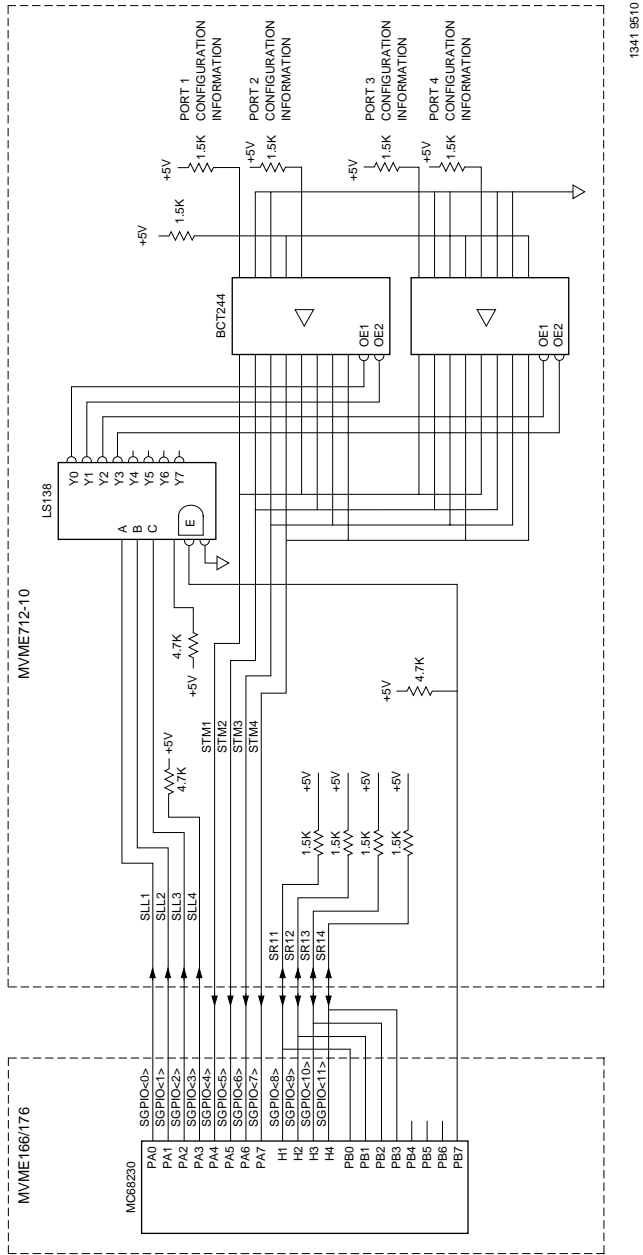 MVME712-10
LS138
A
B
C
E
Y0
Y1
Y2
Y3
Y4
Y5
Y6
Y7
+5V
4.7K
+5V
4.7K
BCT244
OE1
OE2
OE1
OE2
+5V
1.5K
+5V
1.5K
PORT 1
CONFIGURATION
INFORMATION
+5V
1.5K
PORT 2
CONFIGURATION
INFORMATION
+5V
1.5K
PORT 3
CONFIGURATION
INFORMATION
+5V
1.5K
PORT 4
CONFIGURATION
INFORMATION
SLL1
SLL2
SLL3
SLL4
STM1
STM2
STM3
STM4
SR11
SR12
SR13
SR14
1.5K
+5V
1.5K
+5V
1.5K
+5V
1.5K
+5V
+5V
4.7K
MVME166/176
MC68230
PA0
SGPIO<0>
PA1
SGPIO<1>
PA2
SGPIO<2>
PA3
SGPIO<3>
PA4
SGPIO<4>
PA5
SGPIO<5>
PA6
SGPIO<6>
PA7
SGPIO<7>
H1
SGPIO<8>
H2
SGPIO<9>
H3
SGPIO<10>
H4
SGPIO<11>
PB0
PB1
PB2
PB3
PB4
PB5
PB6
PB7
1341 9510